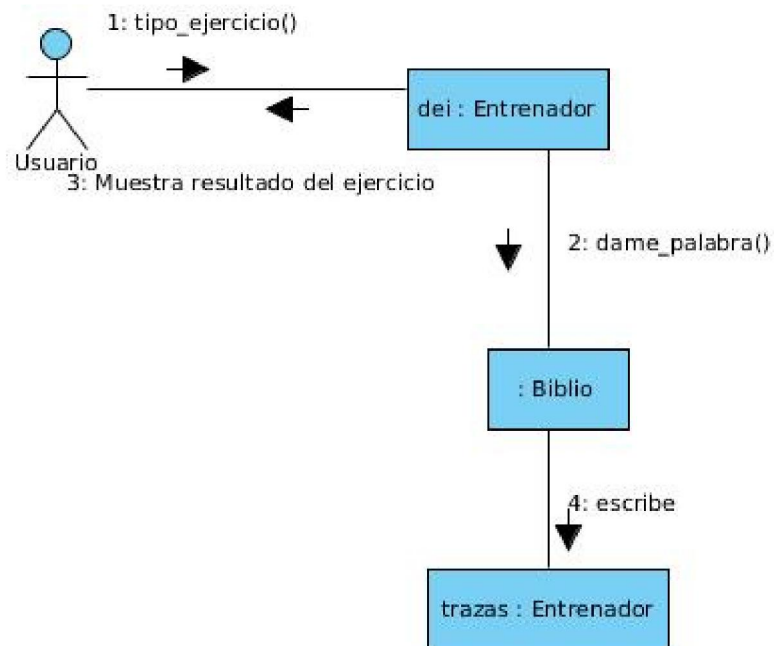 1: tipo_ejercicio()
dei : Entrenador
Usuario
3: Muestra resultado del ejercicio
2: dame_palabra()
: Biblio
4: escribe
trazas : Entrenador